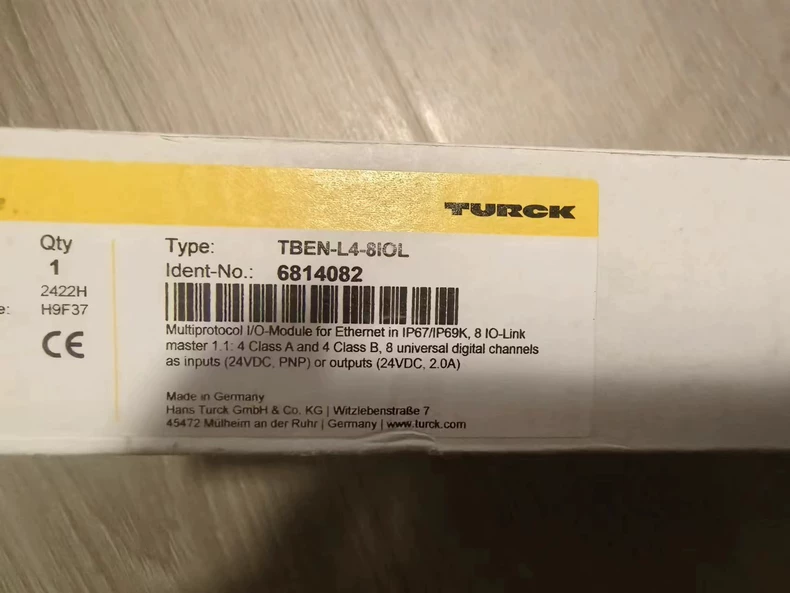 TURCK
Qty
1
2422H
e: H9F37
CE
Type: TBEN-L4-8IOL
Ident-No.: 6814082
Multiprotocol I/O-Module for Ethernet in IP67/IP69K, 8 IO-Link
master 1.1: 4 Class A and 4 Class B, 8 universal digital channels
as inputs (24VDC, PNP) or outputs (24VDC, 2.0A)
Made in Germany
Hans Turck GmbH & Co. KG | Witzlebenstraße 7
45472 Mülheim an der Ruhr | Germany | www.turck.com